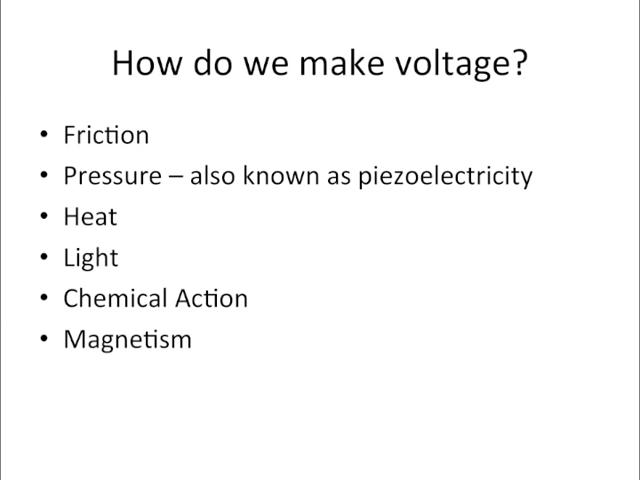 How do we make voltage?
• Friction
• Pressure – also known as piezoelectricity
• Heat
• Light
• Chemical Action
• Magnetism